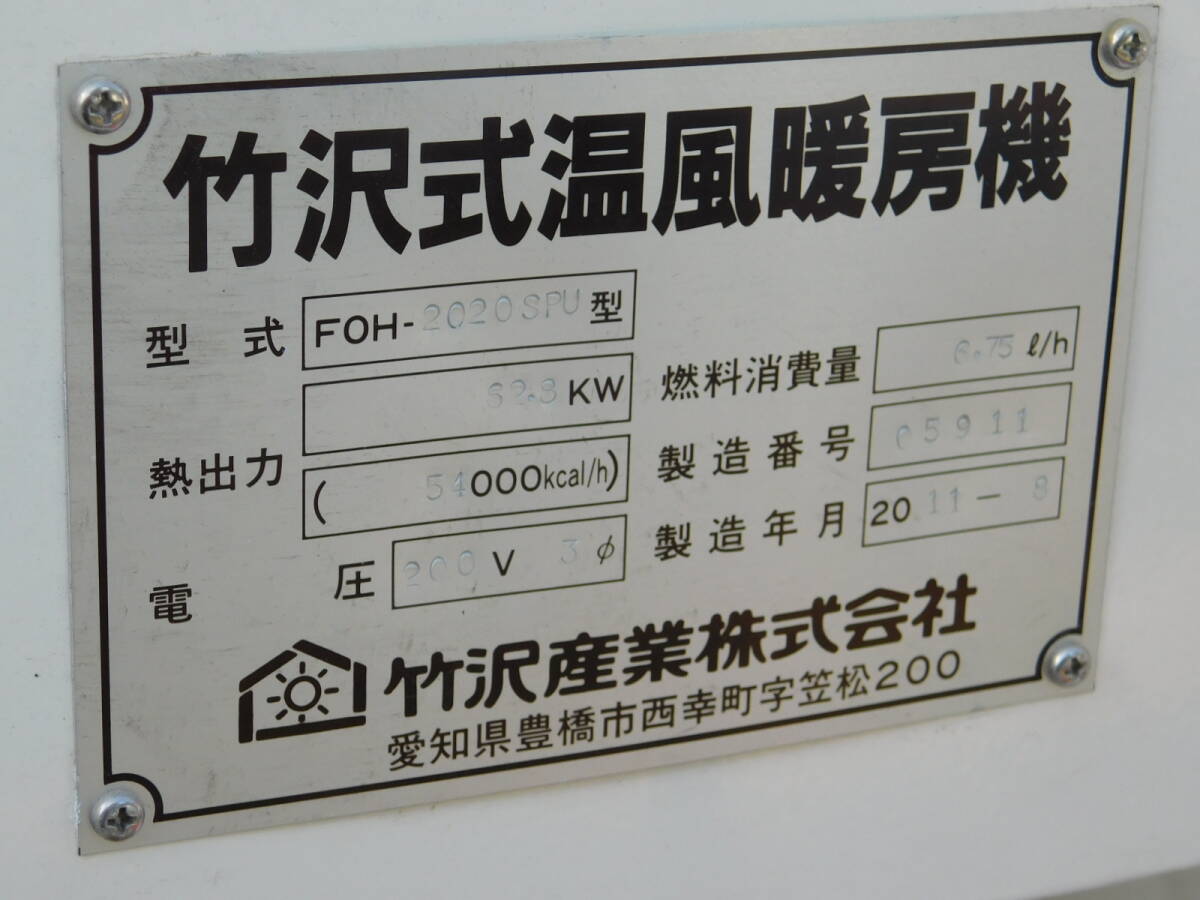 竹沢式温風暖房機
型式 FOH-2020SPU型
熱出力 62.8KW
(54000kcal/h)
電圧 200V 3φ
燃料消費量 6.75ℓ/h
製造番号 05911
製造年月 2011-8
竹沢産業株式会社
愛知県豊橋市西幸町字笠松200